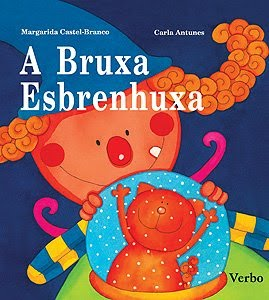 Margarida Castel-Branco Carla Antunes
A Bruxa
Esbrenhuxa
Verbo